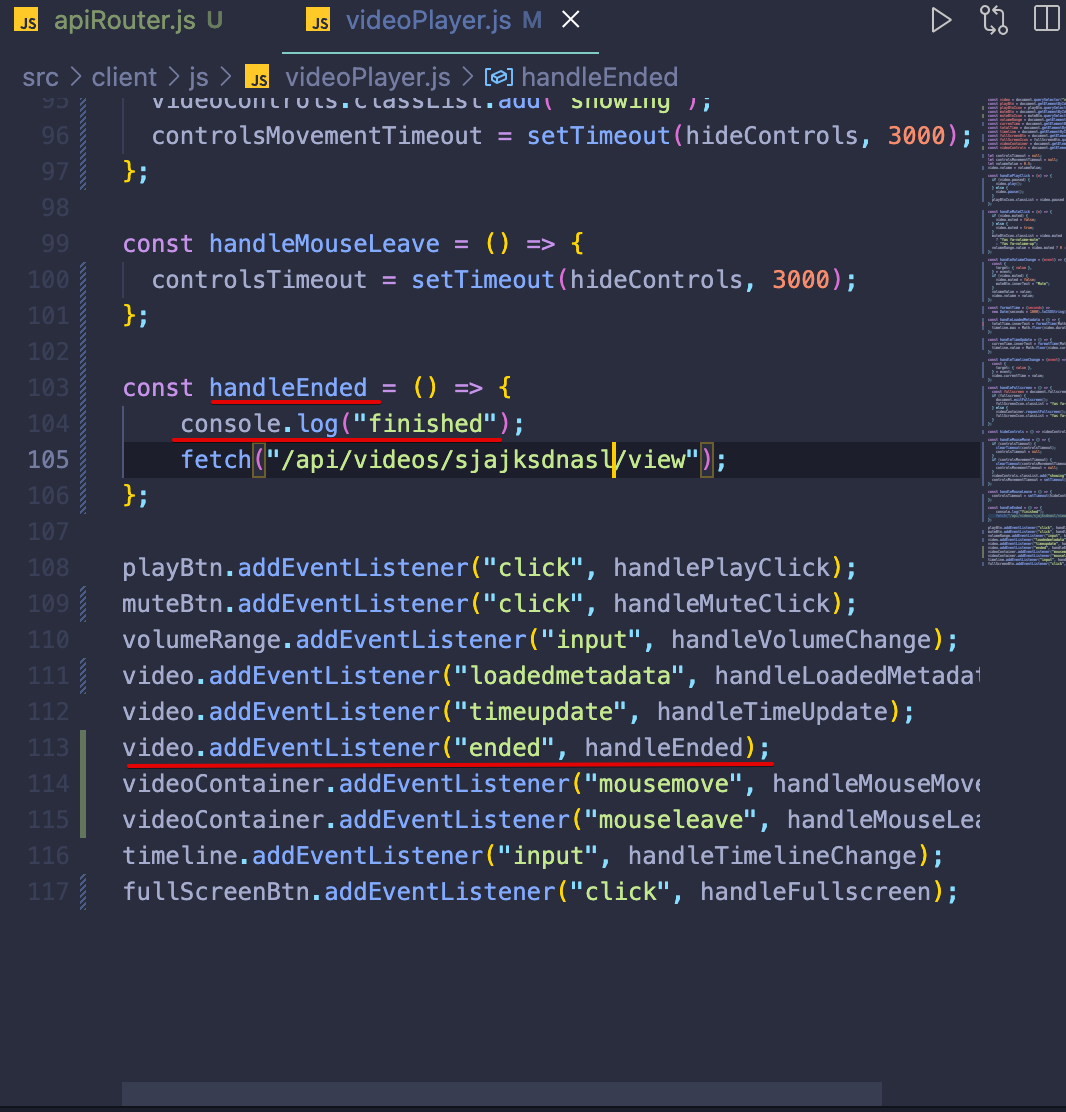 JS apiRouter.js U JS videoPlayer.js M
src > client > js > JS videoPlayer.js > handleEnded
95 videoControls.classList.add("showing");
96 controlsMovementTimeout = setTimeout(hideControls, 3000);
97 };
98
99 const handleMouseLeave = () => {
100 controlsTimeout = setTimeout(hideControls, 3000);
101 };
102
103 const handleEnded = () => {
104 console.log("finished");
105 fetch("/api/videos/sjajksdnasl/view");
106 };
107
108 playBtn.addEventListener("click", handlePlayClick);
109 muteBtn.addEventListener("click", handleMuteClick);
110 volumeRange.addEventListener("input", handleVolumeChange);
111 video.addEventListener("loadedmetadata", handleLoadedMetadat
112 video.addEventListener("timeupdate", handleTimeUpdate);
113 video.addEventListener("ended", handleEnded);
114 videoContainer.addEventListener("mousemove", handleMouseMove
115 videoContainer.addEventListener("mouseleave", handleMouseLea
116 timeline.addEventListener("input", handleTimelineChange);
117 fullScreenBtn.addEventListener("click", handleFullscreen);